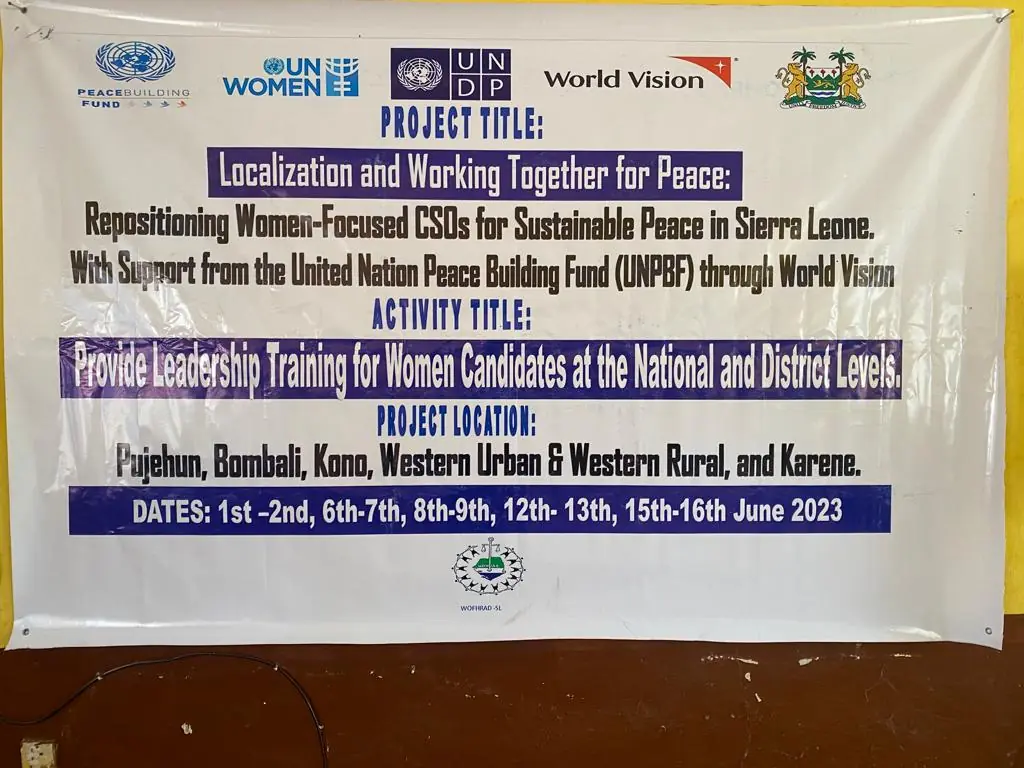 PEACEBUILDING
FUND
UN
WOMEN
UN
DP
World Vision
PROJECT TITLE:
Localization and Working Together for Peace:
Repositioning Women-Focused CSOs for Sustainable Peace in Sierra Leone.
With Support from the United Nation Peace Building Fund (UNPBF) through World Vision
ACTIVITY TITLE:
Provide Leadership Training for Women Candidates at the National and District Levels.
PROJECT LOCATION:
Pujehun, Bombali, Kono, Western Urban & Western Rural, and Karene.
DATES: 1st –2nd, 6th-7th, 8th-9th, 12th- 13th, 15th-16th June 2023
WOFHRAD -SL